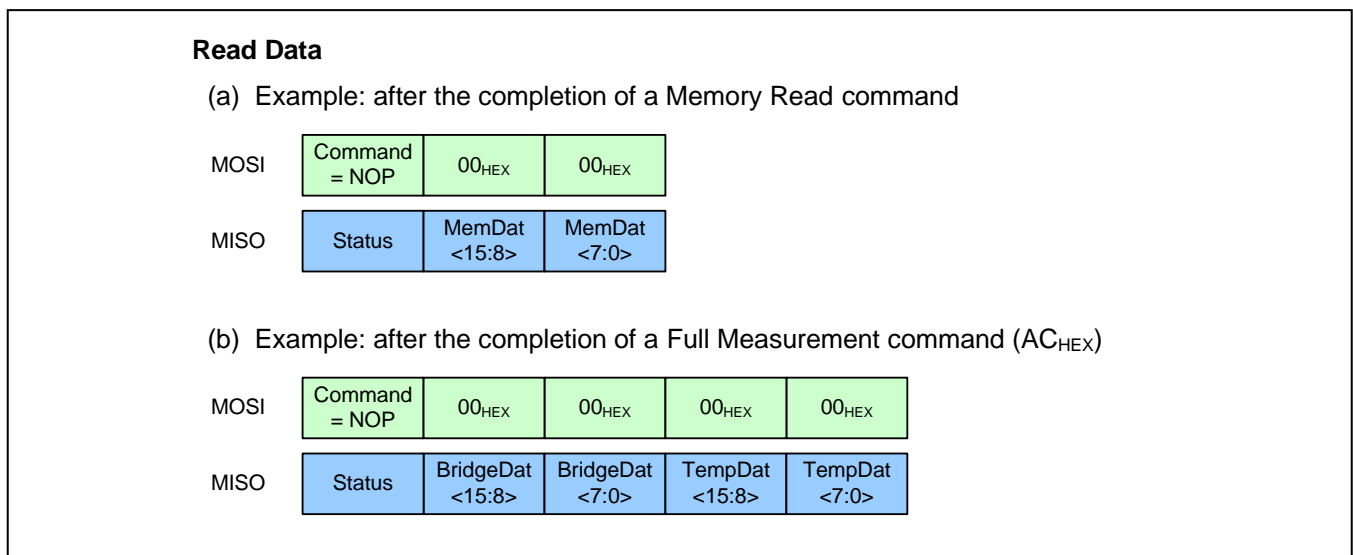 Read Data
(a) Example: after the completion of a Memory Read command
MOSI
Command
= NOP
00HEX
00HEX
MISO
Status
MemDat
<15:8>
MemDat
<7:0>
(b) Example: after the completion of a Full Measurement command (ACHEX)
MOSI
Command
= NOP
00HEX
00HEX
00HEX
00HEX
MISO
Status
BridgeDat
<15:8>
BridgeDat
<7:0>
TempDat
<15:8>
TempDat
<7:0>